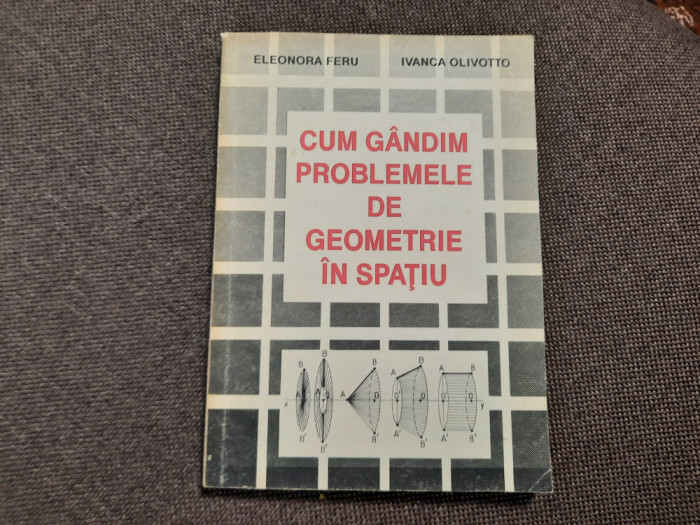 ELEONORA FERU IVANCA OLIVOTTO
CUM GÂNDIM
PROBLEMELE
DE
GEOMETRIE
ÎN SPAŢIU
B B B A B A B
x A A O O' O O' O y
B' B' B' A' B' A' B'